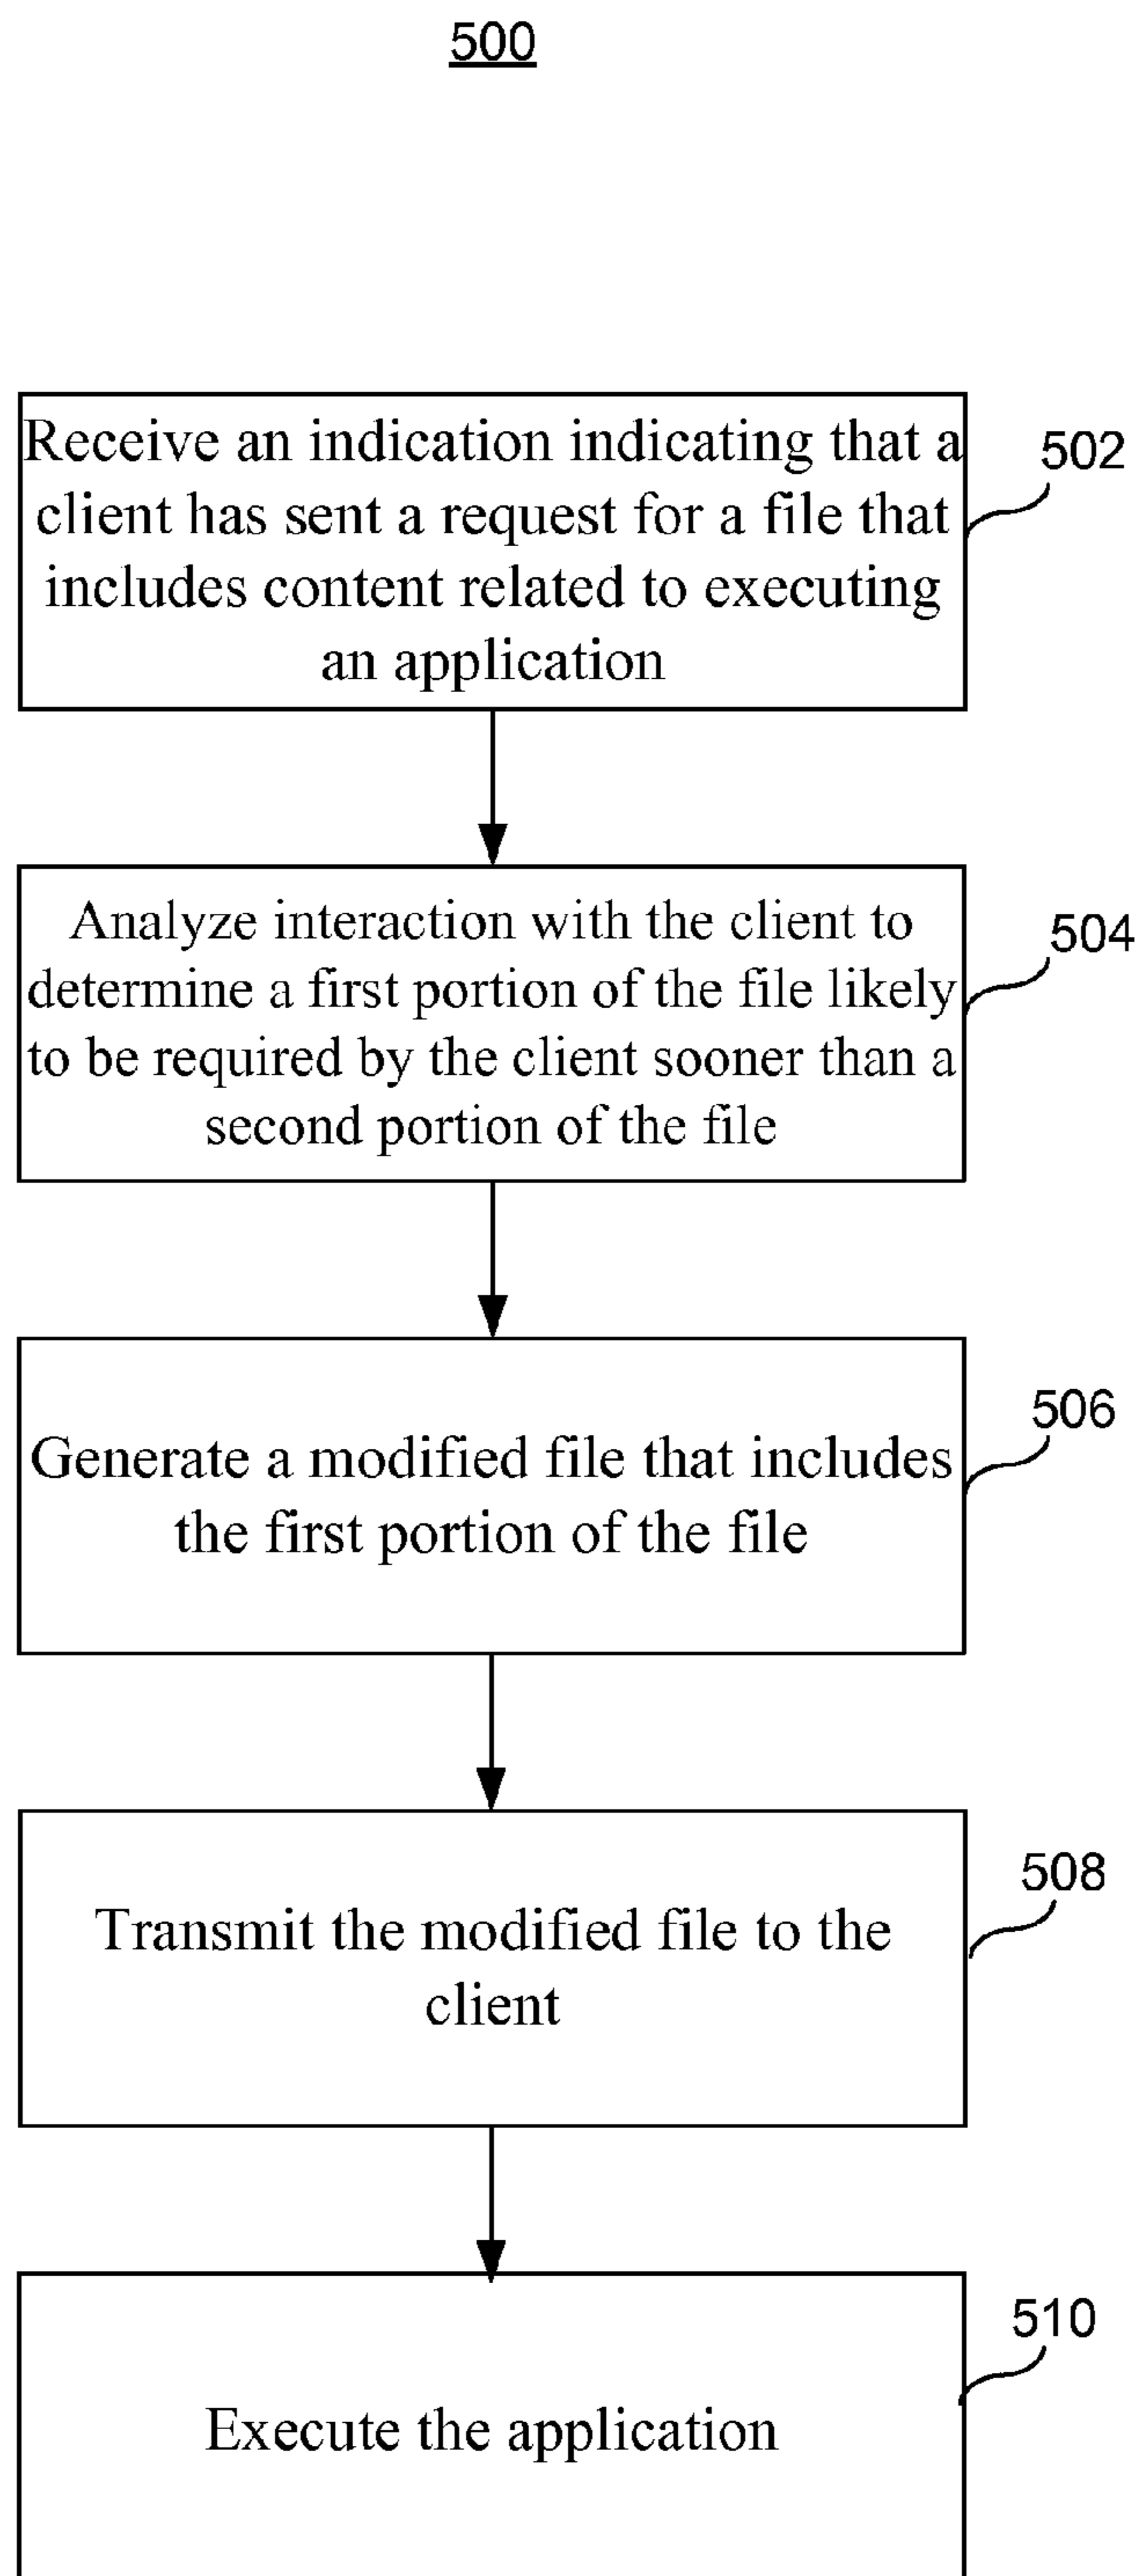 500
Receive an indication indicating that a
502
client has sent a request for a file that
includes content related to executing
an application
Analyze interaction with the client to
504
determine a first portion of the file likely
to be required by the client sooner than a
second portion of the file
506
Generate a modified file that includes
the first portion of the file
508
Transmit the modified file to the
client
510
Execute the application